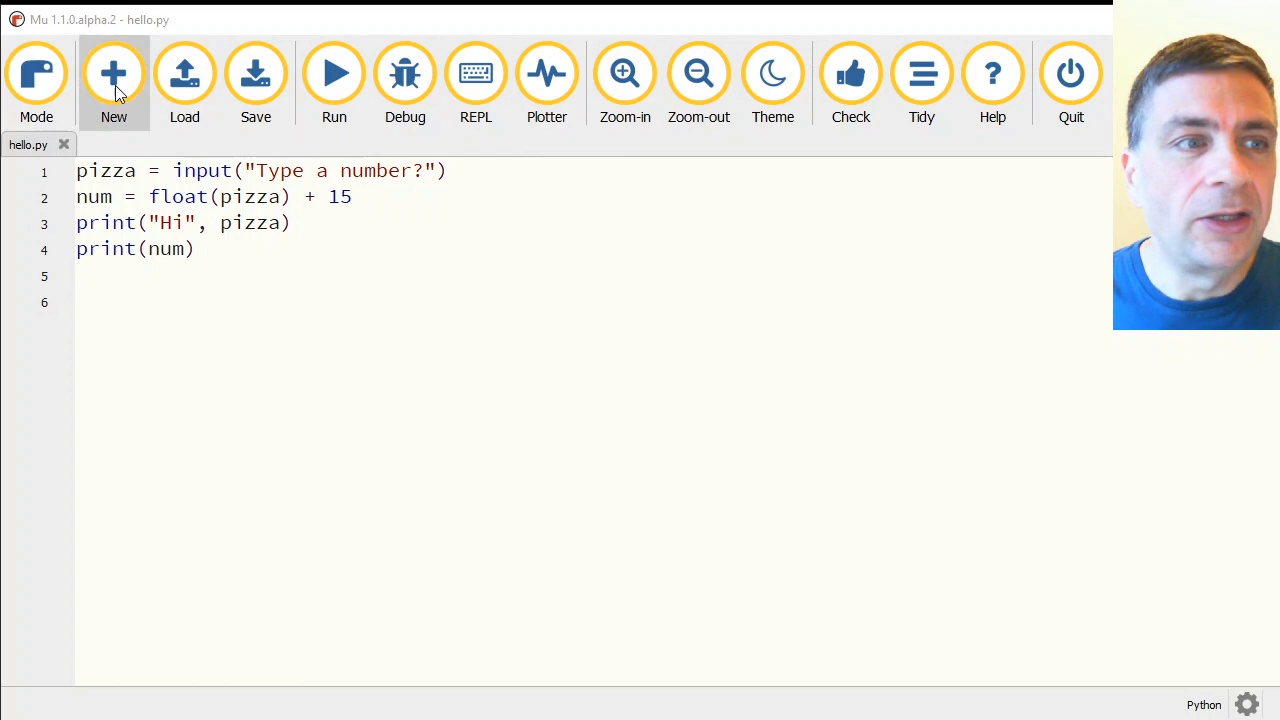 Mu 1.1.0.alpha.2 - hello.py
Mode New Load Save Run Debug REPL Plotter Zoom-in Zoom-out Theme Check Tidy Help Quit
hello.py
1 pizza = input("Type a number?")
2 num = float(pizza) + 15
3 print("Hi", pizza)
4 print(num)
5
6
Python